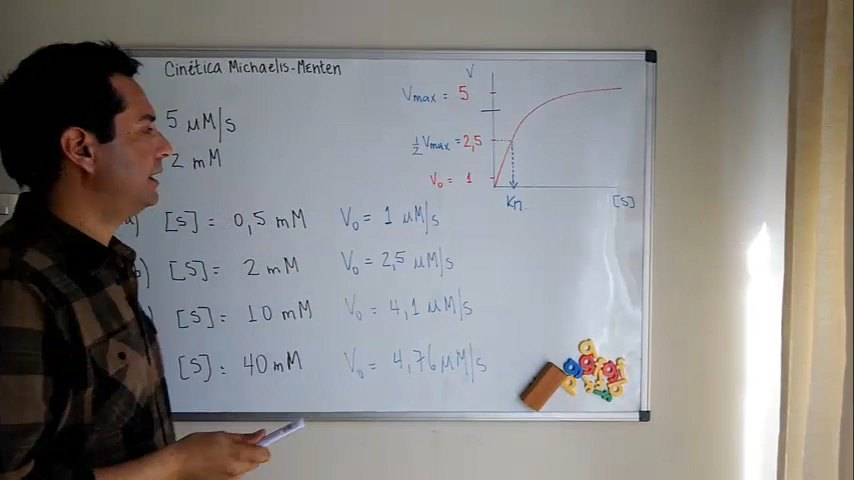 Cinética Michaelis-Menten
V
Vmax = 5
5 μM/s
½Vmax = 2,5
2 mM
V₀ = 1
Km
[S]
[S] = 0,5 mM V₀ = 1 μM/s
) [S] = 2 mM V₀ = 2,5 μM/s
[S] = 10 mM V₀ = 4,1 μM/s
[S] = 40 mM V₀ = 4,76 μM/s